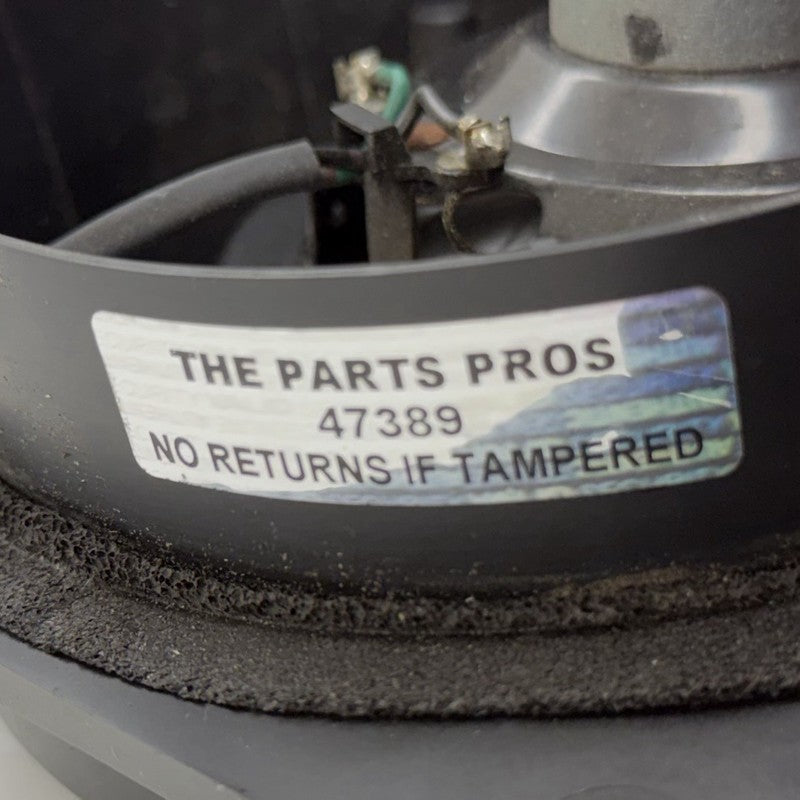 THE PARTS PROS
47389
NO RETURNS IF TAMPERED